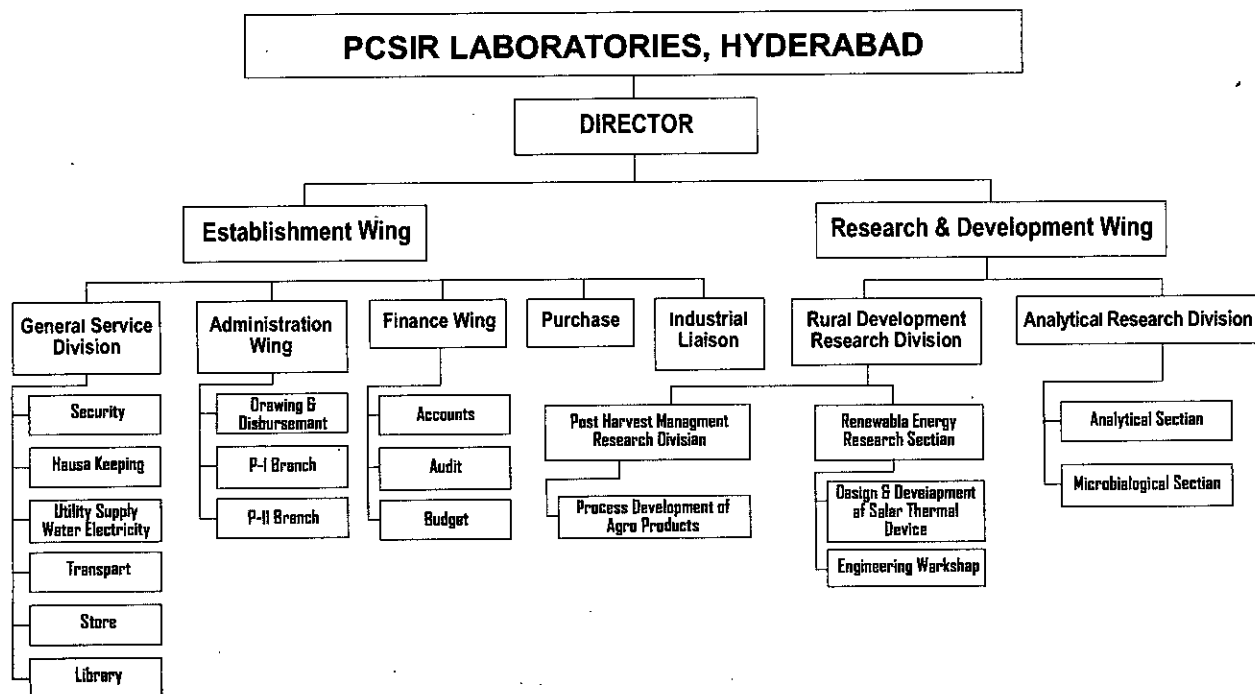 PCSIR LABORATORIES, HYDERABAD
DIRECTOR
Establishment Wing
Research & Development Wing
General Service
Division
Administration
Wing
Finance Wing
Purchase
Industrial
Liaison
Rural Development
Research Division
Analytical Research Division
Security
Hausa Keeping
Utility Supply
Water Electricity
Transpart
Store
Library
Drawing &
Disbursemant
P-I Branch
P-II Branch
Accounts
Audit
Budget
Post Harvest Managment
Research Divisian
Process Development of
Agro Products
Renewabla Energy
Research Sectian
Dasign & Devaiapment
af Salar Thermal
Device
Engineering Warkshap
Analytical Sectian
Micrabialagical Sectian